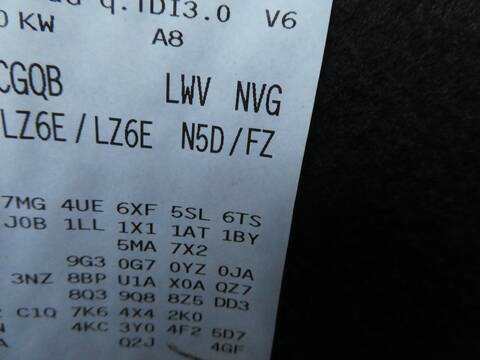 q.TDI3.0 V6
0 KW A8
CGQB LWV NVG
LZ6E/LZ6E N5D/FZ
7MG 4UE 6XF 5SL 6TS
J0B 1LL 1X1 1AT 1BY
5MA 7X2
9G3 0G7 0YZ 0JA
3NZ 8BP U1A X0A QZ7
8Q3 9Q8 8Z5 DD3
C1Q 7K6 4X4 2K0
4KC 3Y0 4F2 5D7
Q2J 4GF